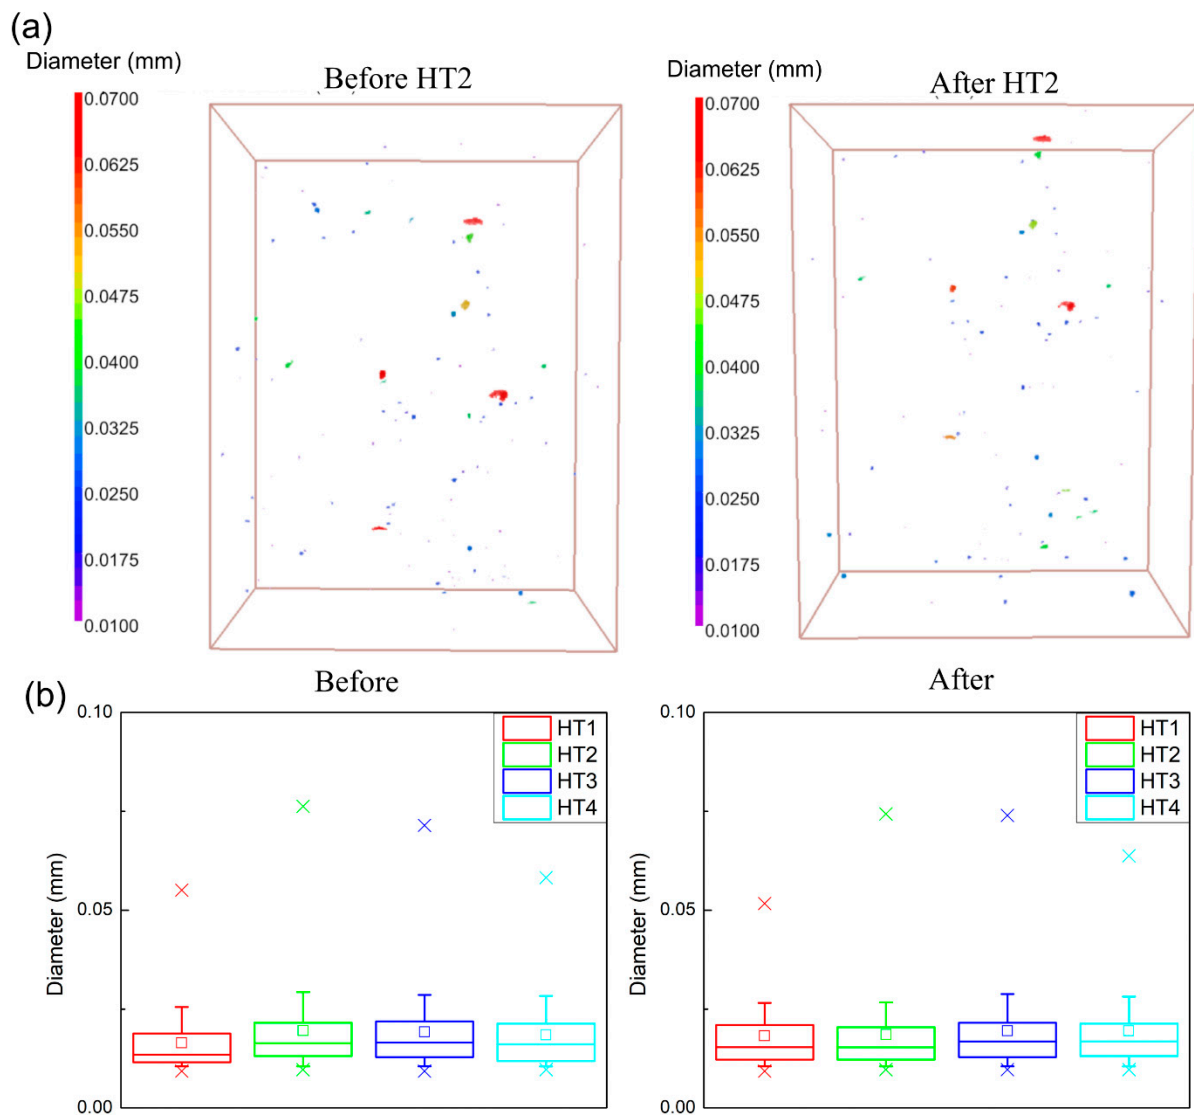 (a)
Diameter (mm)
Before HT2
0.0700
0.0625
0.0550
0.0475
0.0400
0.0325
0.0250
0.0175
0.0100
Diameter (mm)
After HT2
0.0700
0.0625
0.0550
0.0475
0.0400
0.0325
0.0250
0.0175
0.0100
(b)
Before
0.10
0.05
0.00
Diameter (mm)
HT1
HT2
HT3
HT4
After
0.10
0.05
0.00
Diameter (mm)
HT1
HT2
HT3
HT4